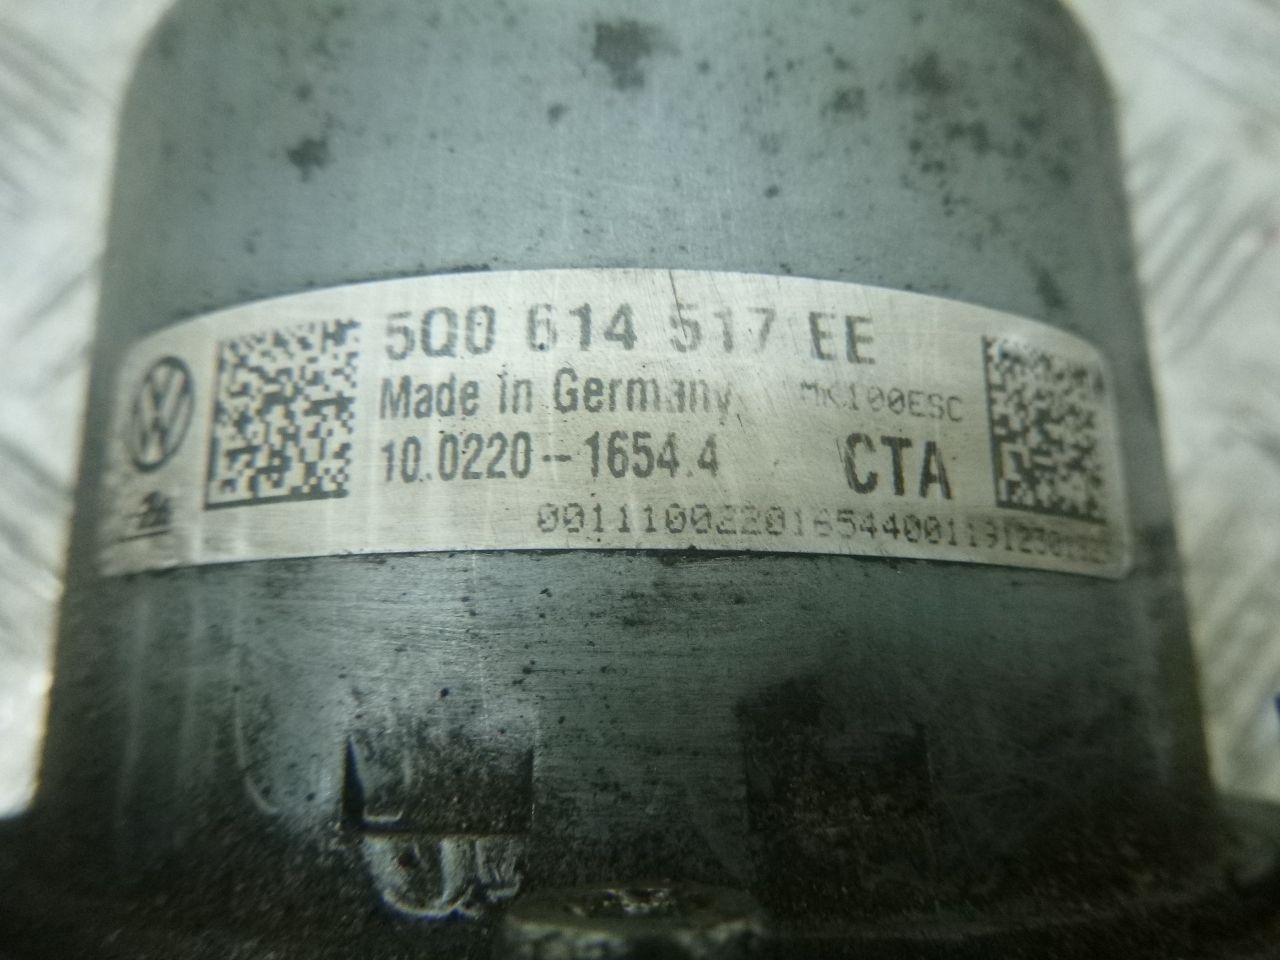 5Q0 614 517 EE
Made in Germany MK100ESC
10.0220-1654.4 CTA